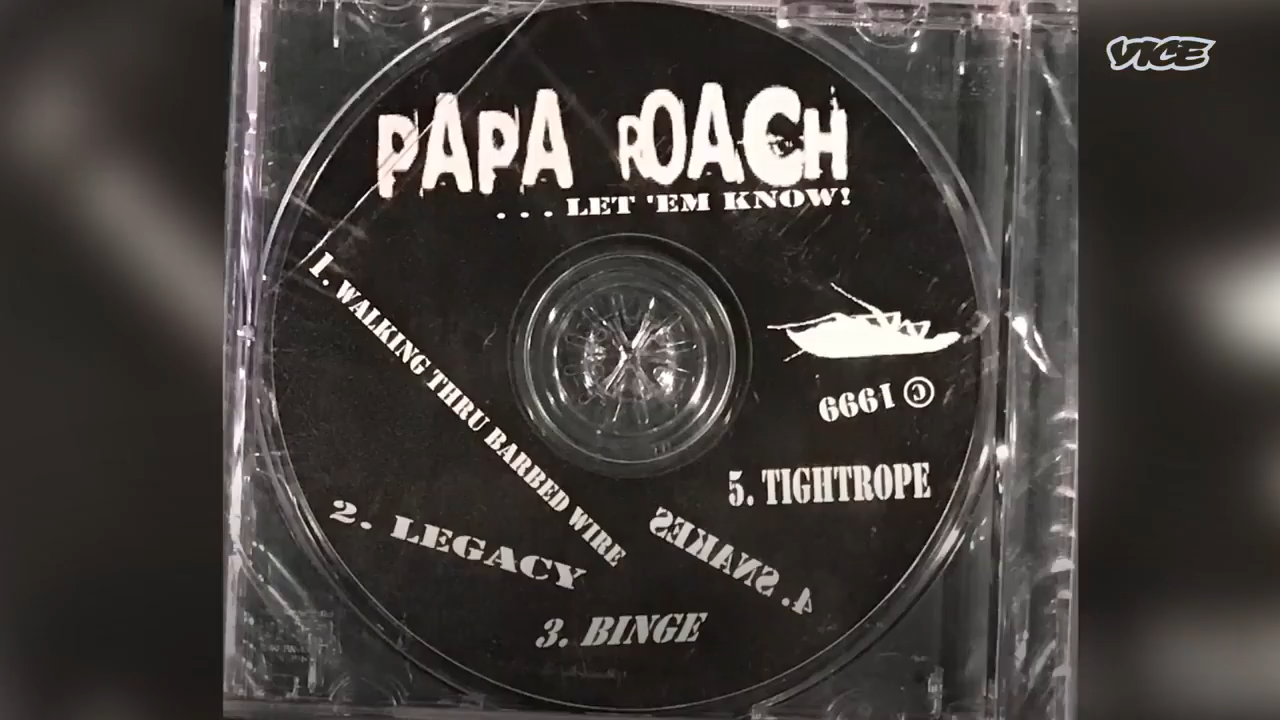 VICE
PAPA ROACH
. . . LET 'EM KNOW!
1. WALKING THRU BARBED WIRE
2. LEGACY
3. BINGE
4. SNAKES
5. TIGHTROPE
© 1999